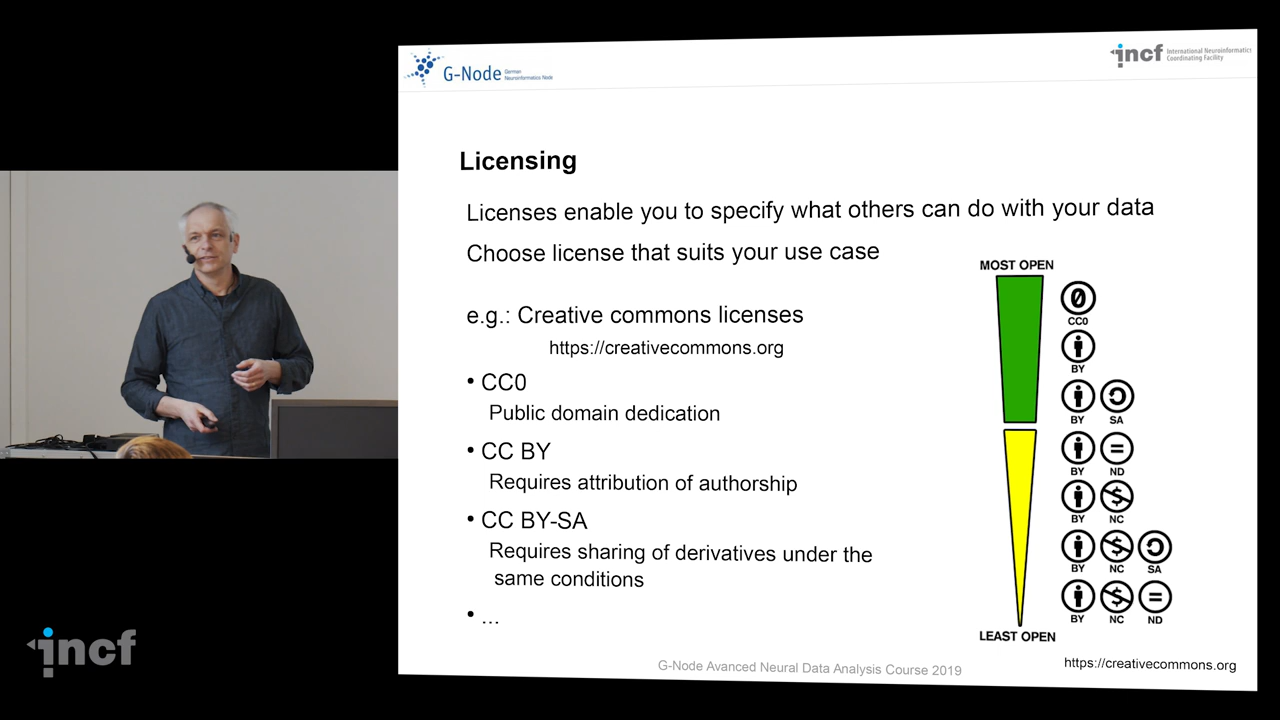 G-Node German
Neuroinformatics Node
incf International Neuroinformatics
Coordinating Facility
Licensing
Licenses enable you to specify what others can do with your data
Choose license that suits your use case
e.g.: Creative commons licenses
https://creativecommons.org
• CC0
Public domain dedication
• CC BY
Requires attribution of authorship
• CC BY-SA
Requires sharing of derivatives under the
same conditions
• ...
MOST OPEN
0
CC0
BY
BY SA
BY ND
BY NC
BY NC SA
BY NC ND
LEAST OPEN
https://creativecommons.org
G-Node Avanced Neural Data Analysis Course 2019
incf